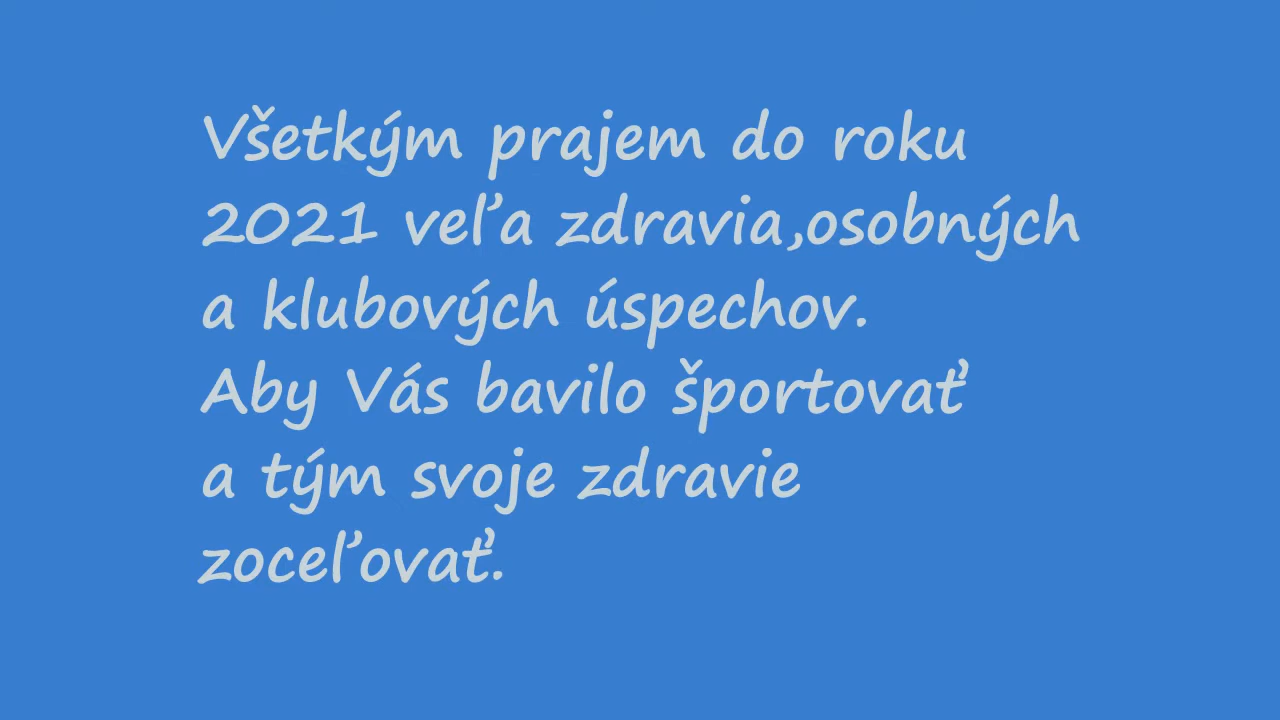 Všetkým prajem do roku
2021 veľa zdravia,osobných
a klubových úspechov.
Aby Vás bavilo športovať
a tým svoje zdravie
zoceľovať.